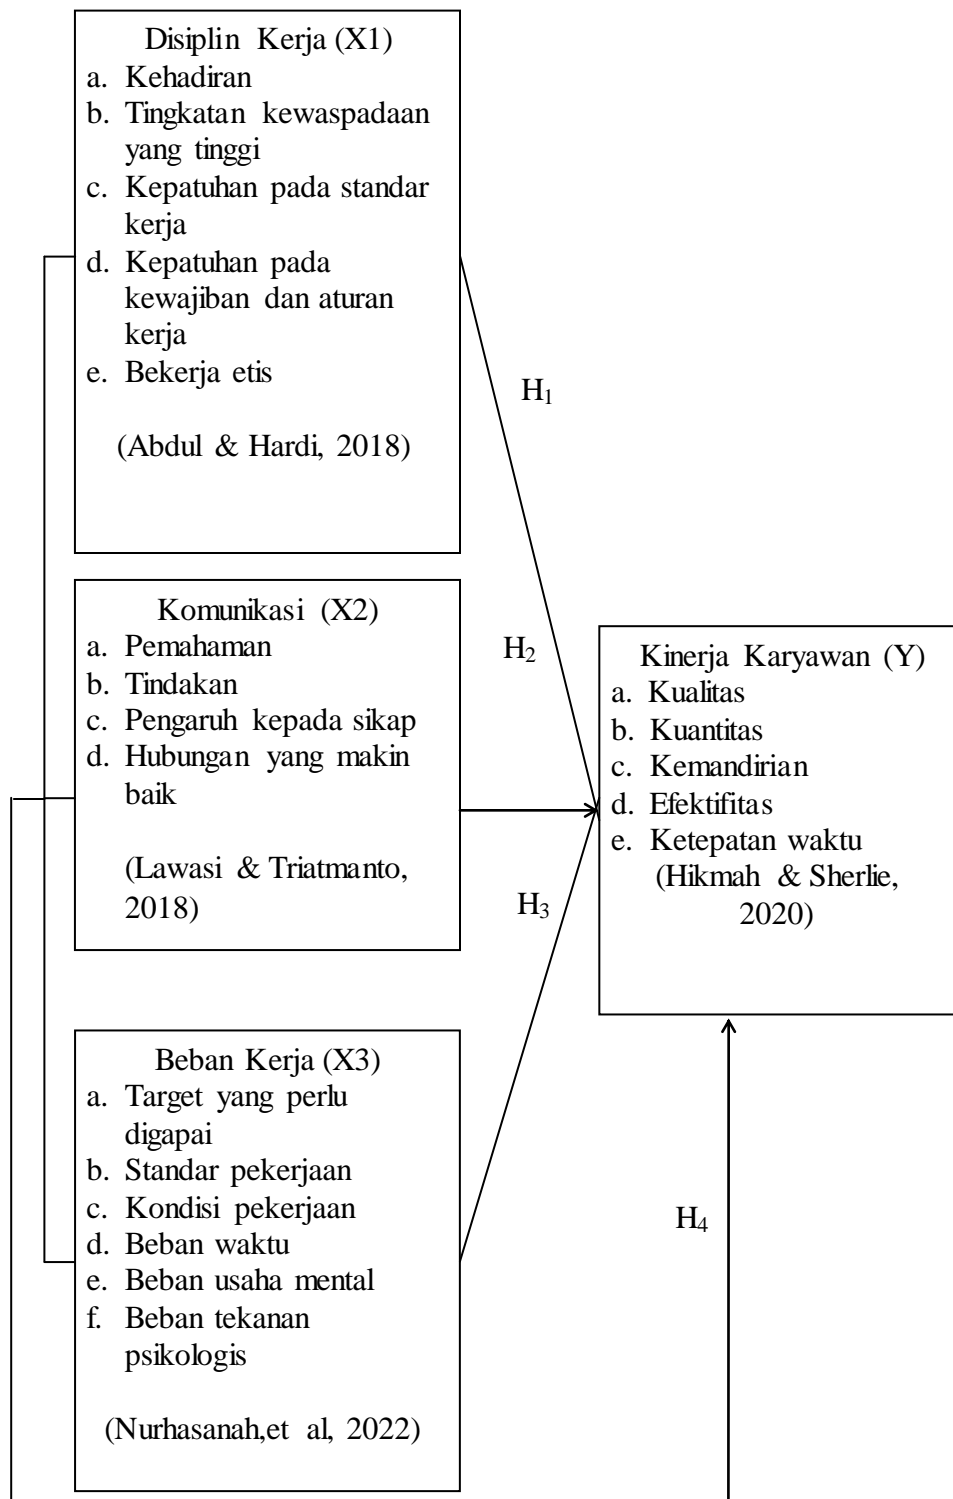 Disiplin Kerja (X1)
a. Kehadiran
b. Tingkatan kewaspadaan
yang tinggi
c. Kepatuhan pada standar
kerja
d. Kepatuhan pada
kewajiban dan aturan
kerja
e. Bekerja etis
(Abdul & Hardi, 2018)
H₁
Komunikasi (X2)
a. Pemahaman
b. Tindakan
c. Pengaruh kepada sikap
d. Hubungan yang makin
baik
(Lawasi & Triatmanto,
2018)
H₂
Kinerja Karyawan (Y)
a. Kualitas
b. Kuantitas
c. Kemandirian
d. Efektifitas
e. Ketepatan waktu
(Hikmah & Sherlie,
2020)
H₃
Beban Kerja (X3)
a. Target yang perlu
digapai
b. Standar pekerjaan
c. Kondisi pekerjaan
d. Beban waktu
e. Beban usaha mental
f. Beban tekanan
psikologis
(Nurhasanah,et al, 2022)
H₄